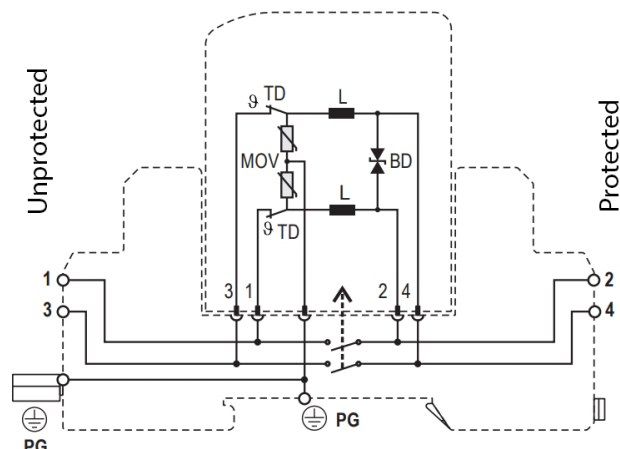 Unprotected
Protected
ϑ TD
L
MOV
BD
L
ϑ TD
3 1
2 4
1
2
3
4
PG
PG